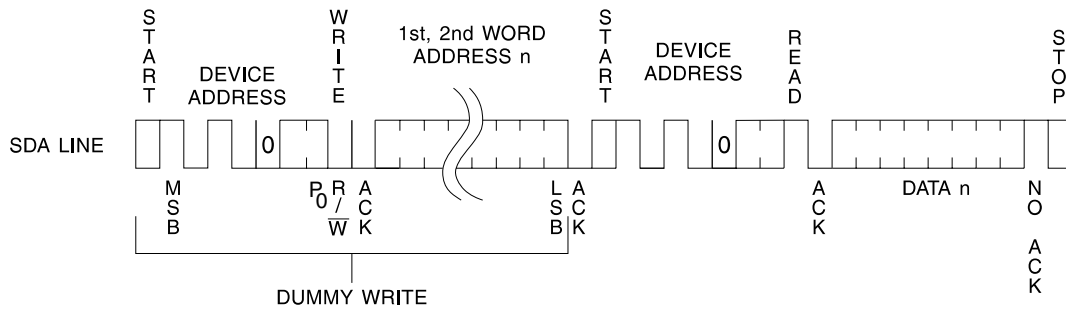 START
WRITE
1st, 2nd WORD
ADDRESS n
START
READ
STOP
DEVICE
ADDRESS
DEVICE
ADDRESS
SDA LINE
0
0
MSB
P0
R/W
ACK
LSB
ACK
ACK
DATA n
NO ACK
DUMMY WRITE